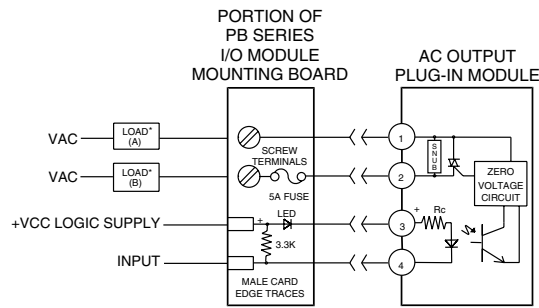 PORTION OF
PB SERIES
I/O MODULE
MOUNTING BOARD
AC OUTPUT
PLUG-IN MODULE
VAC
LOAD*
(A)
1
SCREW
TERMINALS
SNUB
VAC
LOAD*
(B)
5A FUSE
2
ZERO
VOLTAGE
CIRCUIT
+VCC LOGIC SUPPLY
+
LED
3
+
Rc
3.3K
INPUT
4
MALE CARD
EDGE TRACES